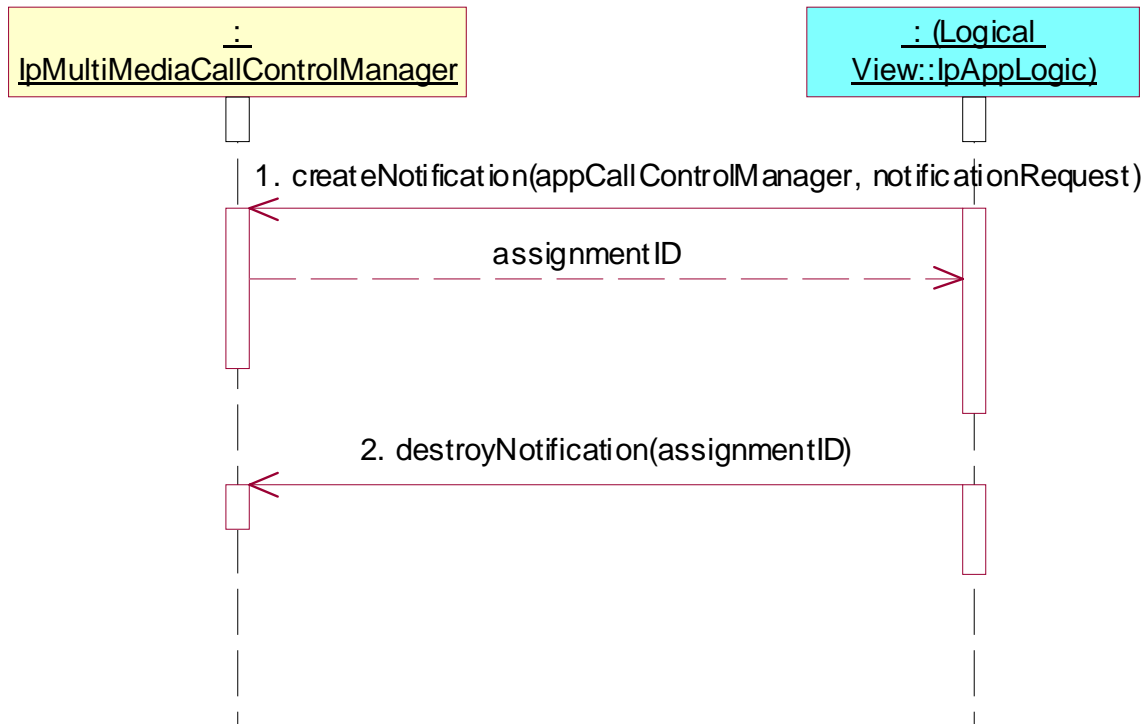 :
IpMultiMediaCallControlManager
: (Logical
View::IpAppLogic)
1. createNotification(appCallControlManager, notificationRequest)
assignmentID
2. destroyNotification(assignmentID)